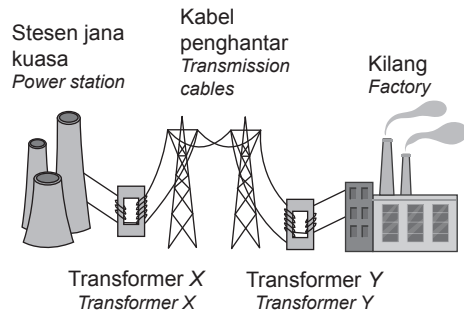 Stesen jana
kuasa
Power station
Kabel
penghantar
Transmission
cables
Kilang
Factory
Transformer X
Transformer X
Transformer Y
Transformer Y